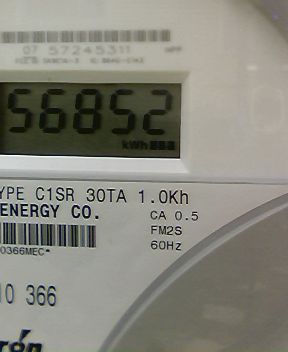 07 57245311
56852
kWh
YPE C1SR 30TA 1.0Kh
ENERGY CO.
CA 0.5
FM2S
60Hz
0366MEC*
10 366
rón